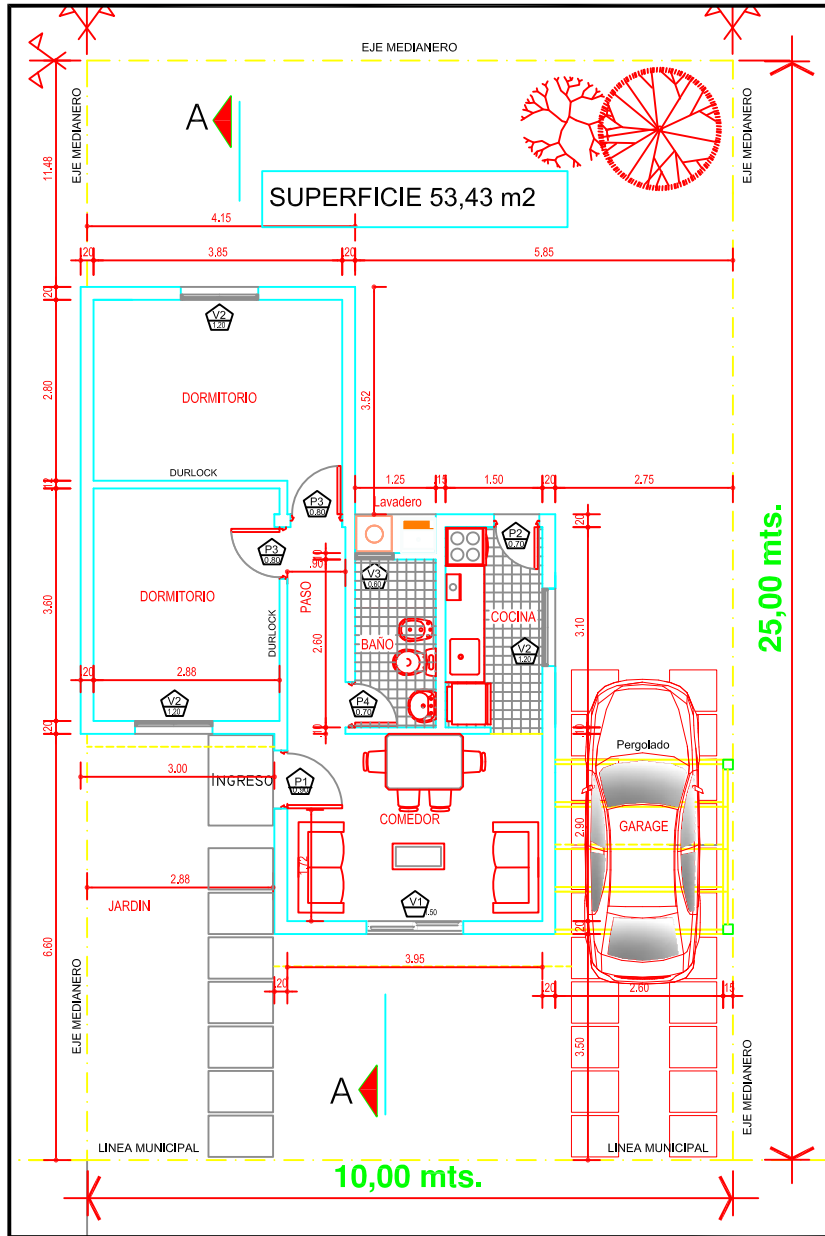 EJE MEDIANERO
EJE MEDIANERO
EJE MEDIANERO
A
11.48
SUPERFICIE 53,43 m2
4.15
.20
3.85
.20
5.85
.20
V2
1.20
2.80
DORMITORIO
3.52
DURLOCK
.12
P3
0.80
1.25
.15
1.50
.20
2.75
Lavadero
.20
P2
0.70
P3
0.80
.10
.90
V3
0.60
25,00 mts.
DORMITORIO
3.60
PASO
2.60
BAÑO
COCINA
3.10
DURLOCK
V2
1.20
.20
2.88
V2
1.20
P4
0.70
.20
.10
.10
Pergolado
3.00
INGRESO
P1
0.90
COMEDOR
2.90
GARAGE
1.72
2.88
JARDIN
V1
.50
.20
6.60
3.95
.20
.20
2.60
.15
EJE MEDIANERO
3.50
EJE MEDIANERO
A
LINEA MUNICIPAL
LINEA MUNICIPAL
10,00 mts.